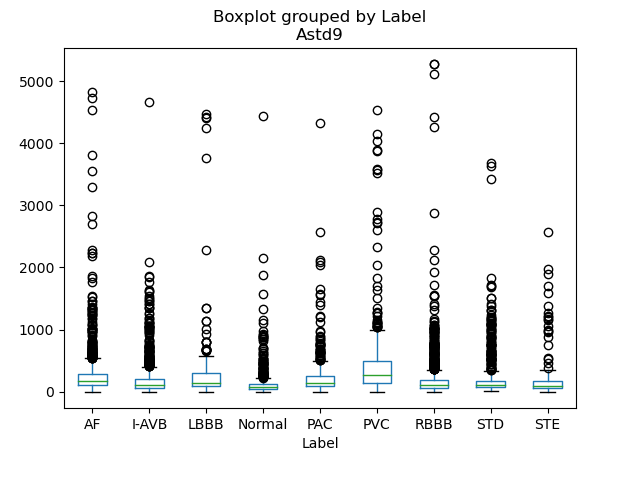 Boxplot grouped by Label
Astd9
5000
4000
3000
2000
1000
0
AF I-AVB LBBB Normal PAC PVC RBBB STD STE
Label